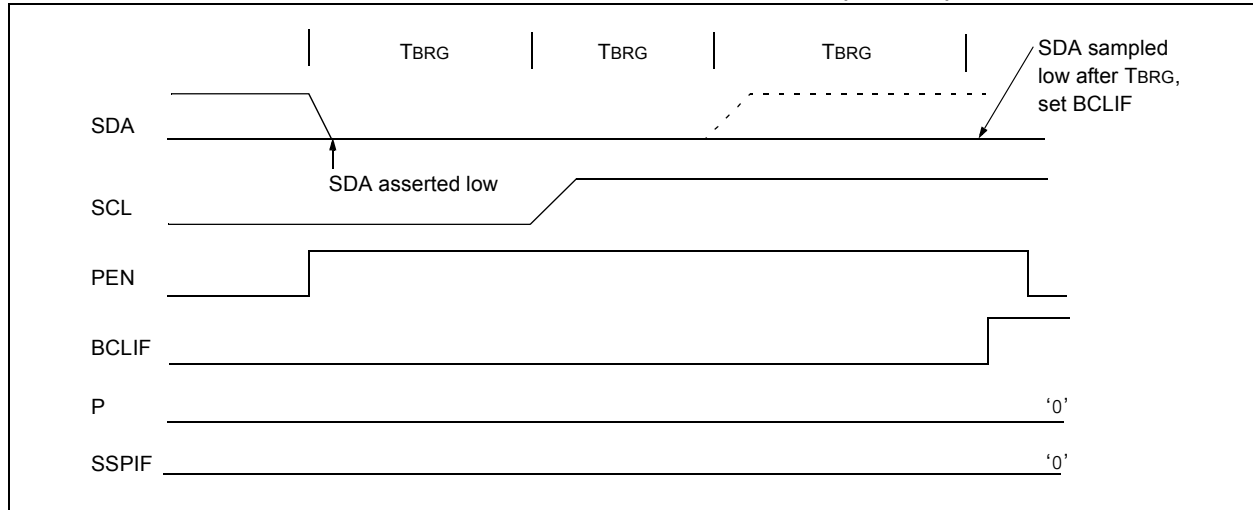 TBRG TBRG TBRG
SDA sampled
low after TBRG,
set BCLIF
SDA
SDA asserted low
SCL
PEN
BCLIF
P '0'
SSPIF '0'